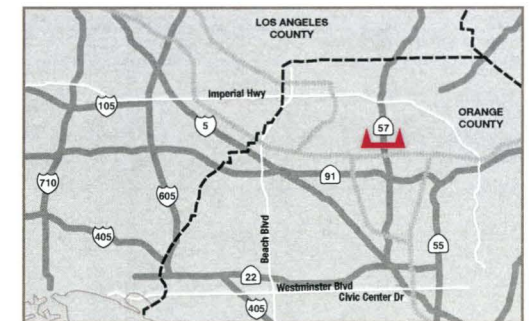 LOS ANGELES
COUNTY
Imperial Hwy
105
5
57
ORANGE
COUNTY
91
710
605
405
Beach Blvd
55
22
Westminster Blvd
Civic Center Dr
405